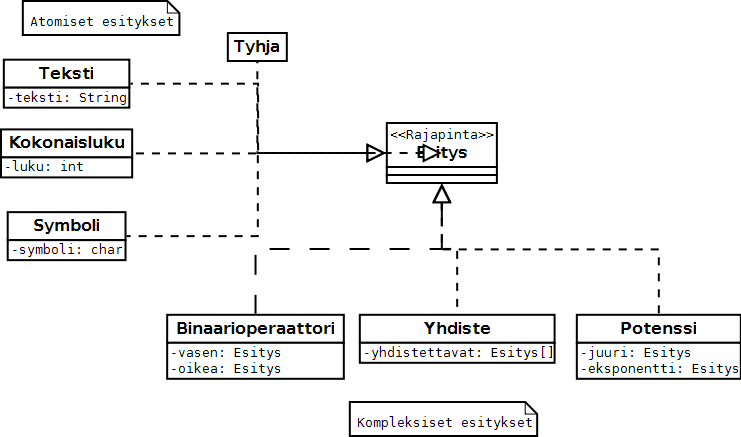 Atomiset esitykset
Tyhja
Teksti
-teksti: String
Kokonaisluku
-luku: int
<<Rajapinta>>
Esitys
Symboli
-symboli: char
Binaarioperaattori
-vasen: Esitys
-oikea: Esitys
Yhdiste
-yhdistettavat: Esitys[]
Potenssi
-juuri: Esitys
-eksponentti: Esitys
Kompleksiset esitykset